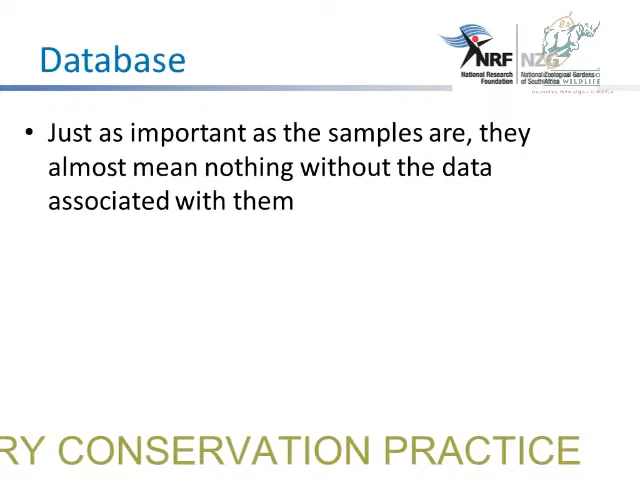 Database
NRF
NZG
National Research
Foundation
National Zoological Gardens
of South Africa
WILDLIFE
• Just as important as the samples are, they
almost mean nothing without the data
associated with them
RY CONSERVATION PRACTICE